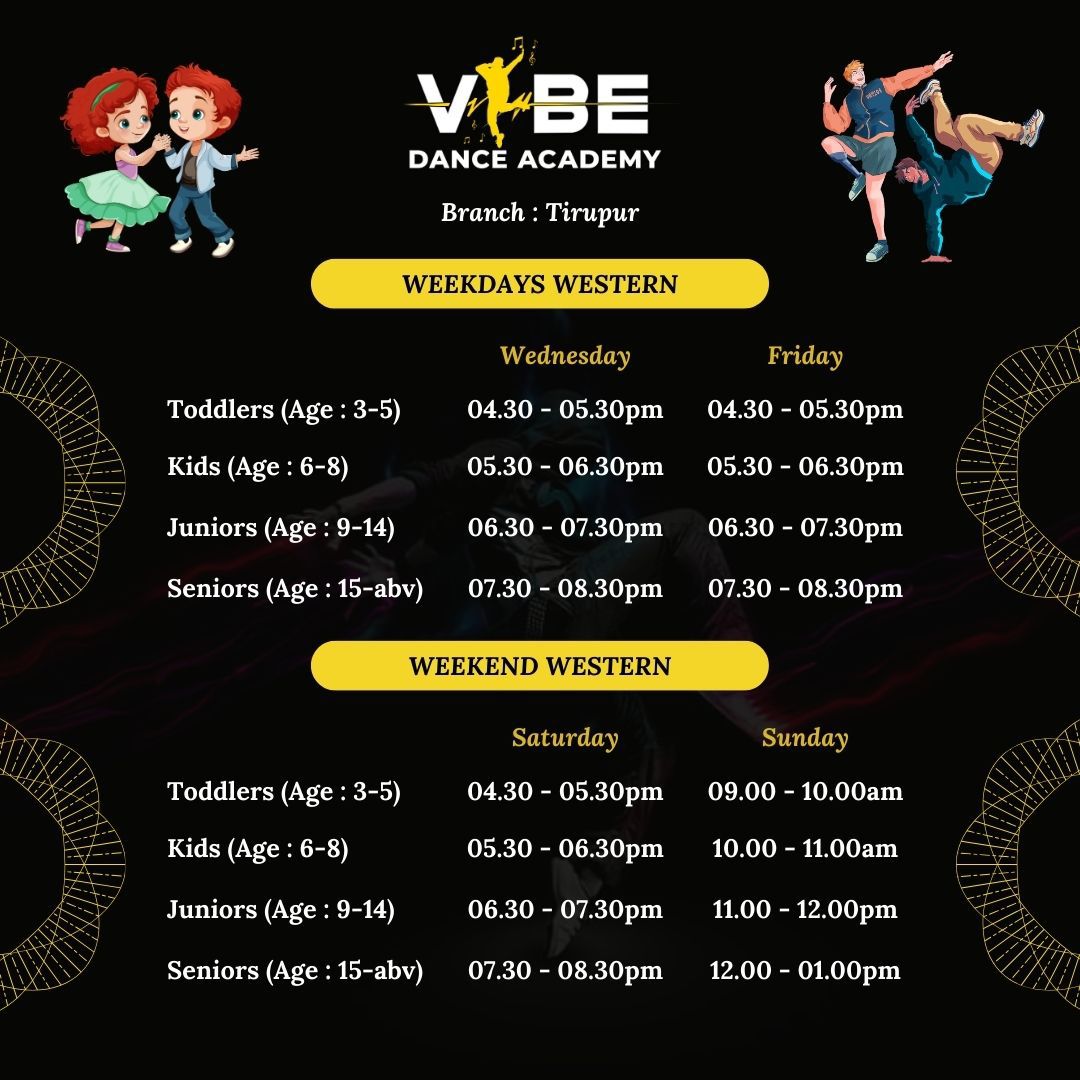 VIBE
DANCE ACADEMY
Branch : Tirupur
WEEKDAYS WESTERN
Wednesday Friday
Toddlers (Age : 3-5) 04.30 - 05.30pm 04.30 - 05.30pm
Kids (Age : 6-8) 05.30 - 06.30pm 05.30 - 06.30pm
Juniors (Age : 9-14) 06.30 - 07.30pm 06.30 - 07.30pm
Seniors (Age : 15-abv) 07.30 - 08.30pm 07.30 - 08.30pm
WEEKEND WESTERN
Saturday Sunday
Toddlers (Age : 3-5) 04.30 - 05.30pm 09.00 - 10.00am
Kids (Age : 6-8) 05.30 - 06.30pm 10.00 - 11.00am
Juniors (Age : 9-14) 06.30 - 07.30pm 11.00 - 12.00pm
Seniors (Age : 15-abv) 07.30 - 08.30pm 12.00 - 01.00pm